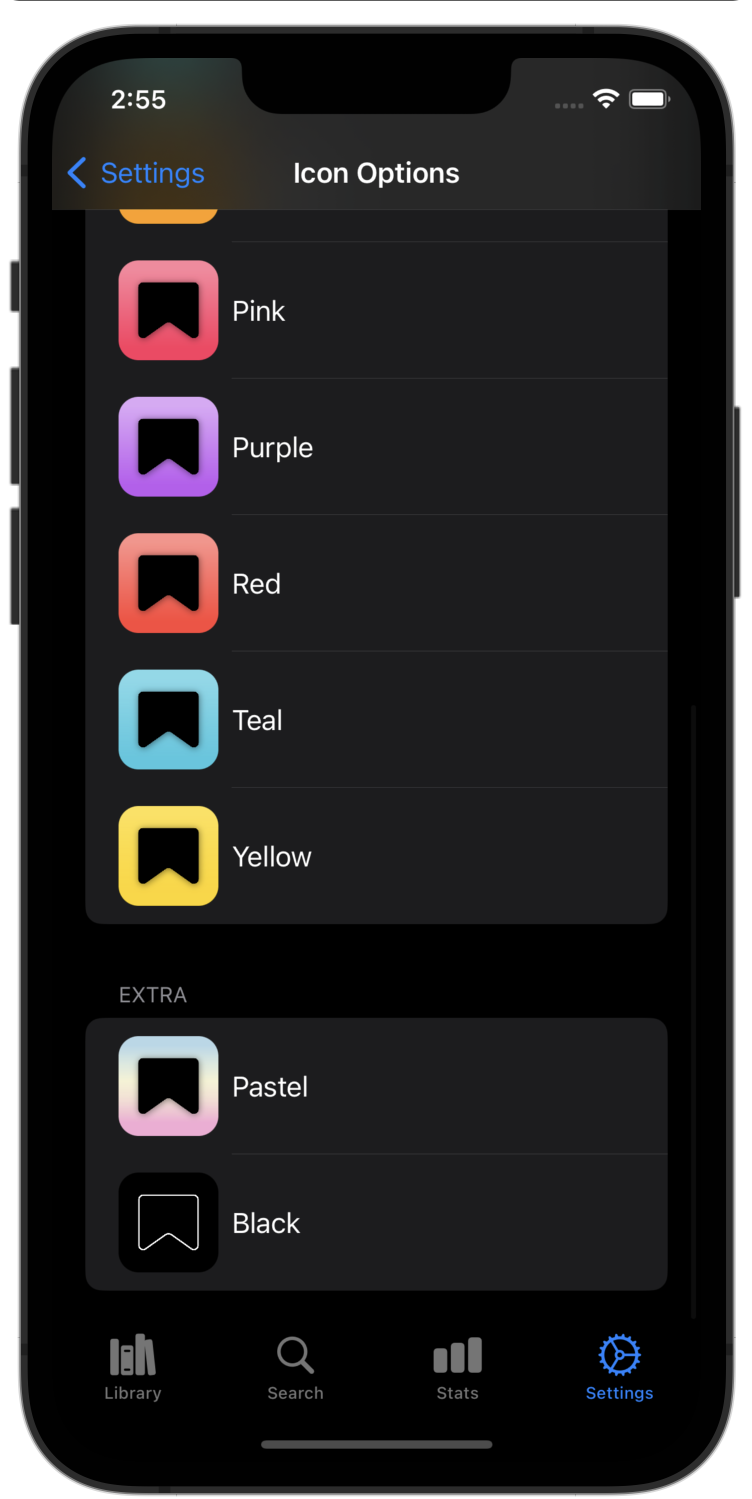 2:55
Settings
Icon Options
Pink
Purple
Red
Teal
Yellow
EXTRA
Pastel
Black
Library
Search
Stats
Settings